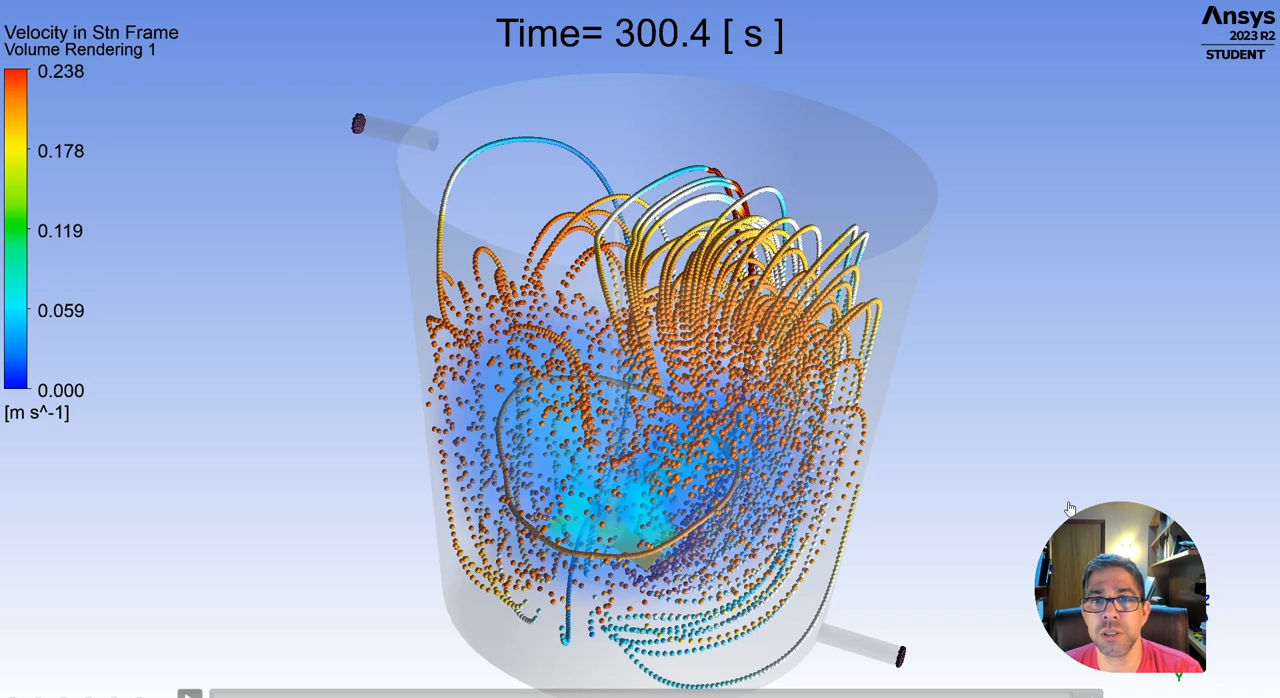 Time= 300.4 [ s ]
Ansys
2023 R2
STUDENT
Velocity in Stn Frame
Volume Rendering 1
0.238
0.178
0.119
0.059
0.000
[m s^-1]
Z
Y